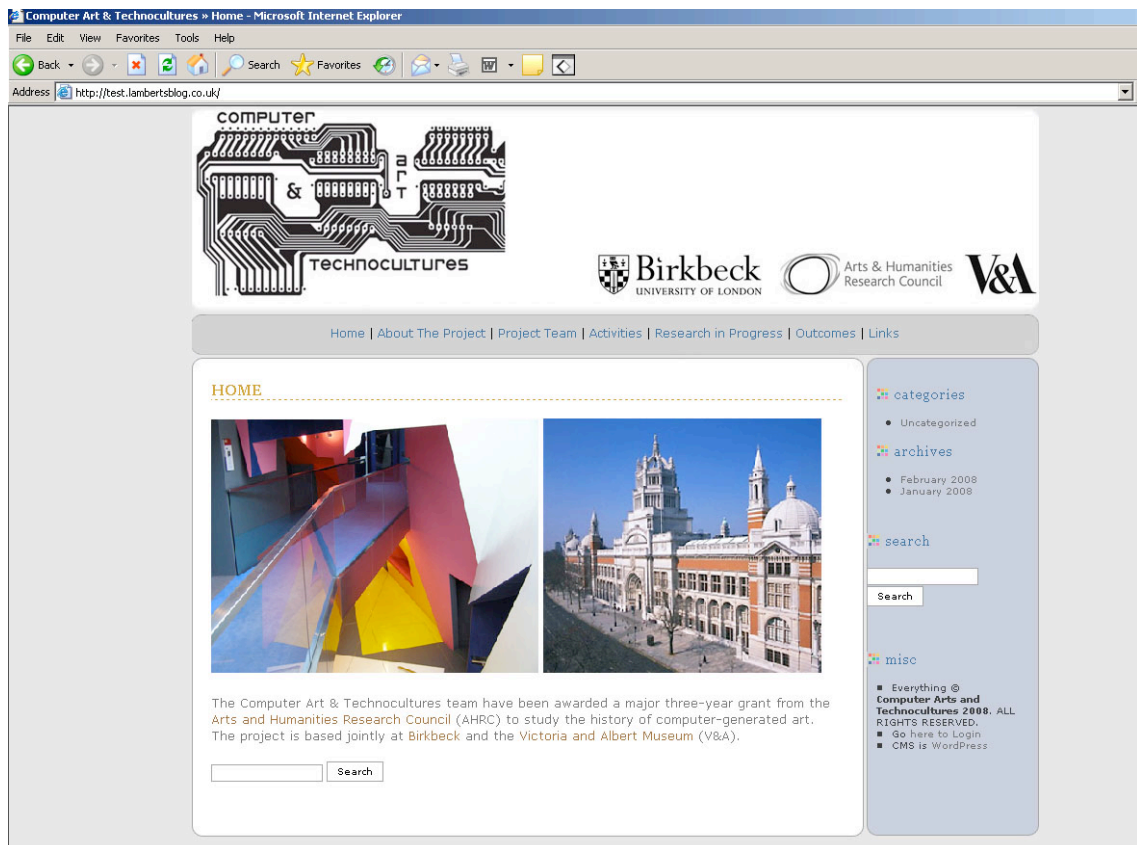 Computer Art & Technocultures » Home - Microsoft Internet Explorer
File Edit View Favorites Tools Help
Back Search Favorites
Address http://test.lambertsblog.co.uk/
COMPUTER
ART
&
TECHNOCULTURES
Birkbeck
UNIVERSITY OF LONDON
Arts & Humanities
Research Council
V&A
Home | About The Project | Project Team | Activities | Research in Progress | Outcomes | Links
HOME
The Computer Art & Technocultures team have been awarded a major three-year grant from the
Arts and Humanities Research Council (AHRC) to study the history of computer-generated art.
The project is based jointly at Birkbeck and the Victoria and Albert Museum (V&A).
Search
categories
Uncategorized
archives
February 2008
January 2008
search
Search
misc
Everything ©
Computer Arts and
Technocultures 2008. ALL
RIGHTS RESERVED.
Go here to Login
CMS is WordPress